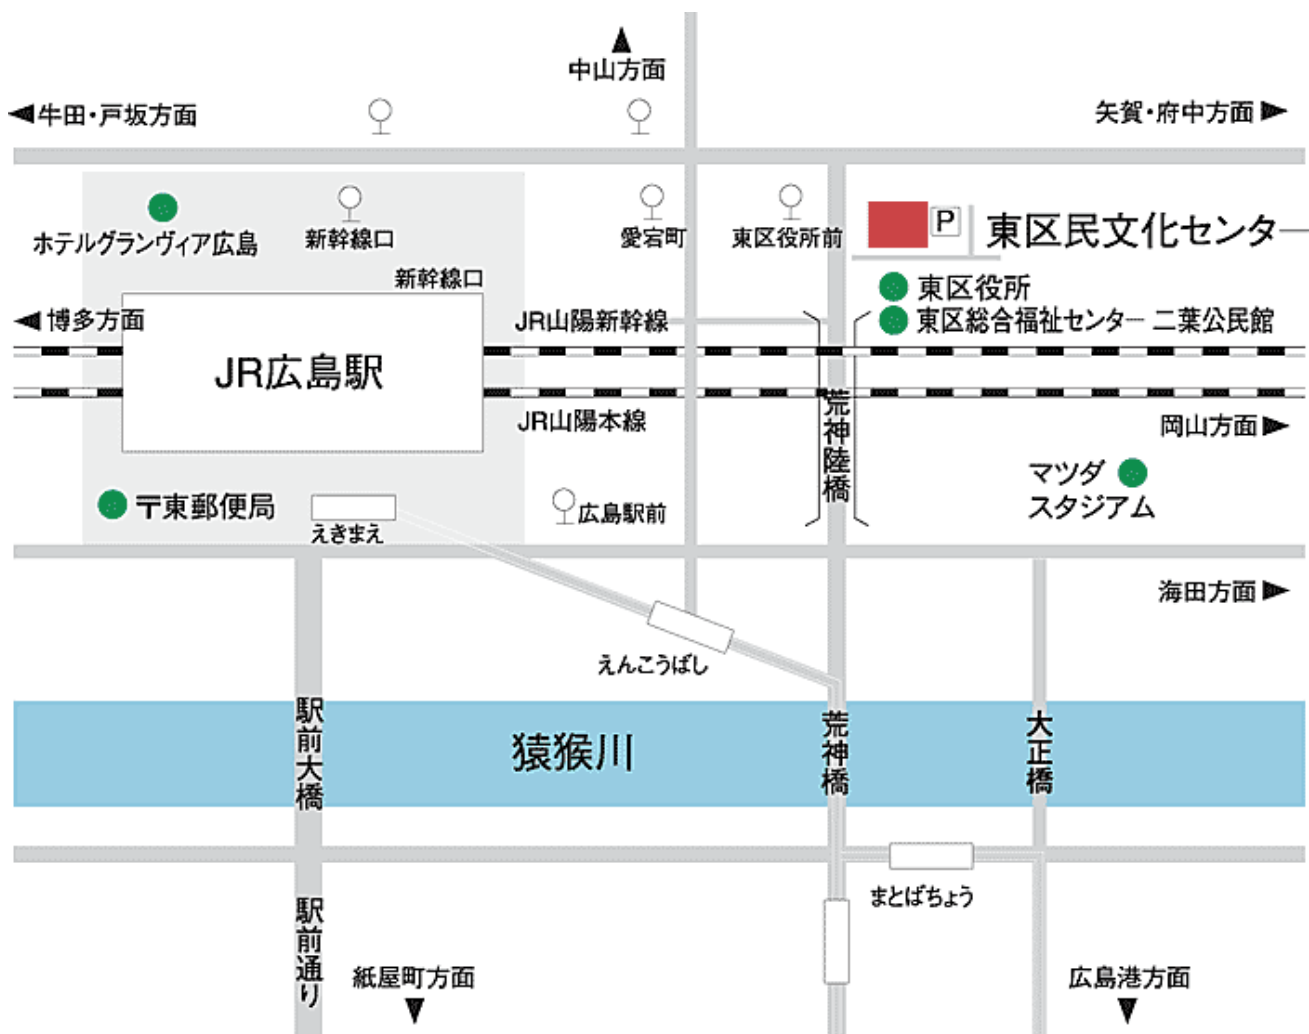 中山方面
牛田・戸坂方面
矢賀・府中方面
ホテルグランヴィア広島
新幹線口
愛宕町
東区役所前
P
東区民文化センター
新幹線口
東区役所
博多方面
JR山陽新幹線
東区総合福祉センター 二葉公民館
JR広島駅
JR山陽本線
荒神陸橋
岡山方面
マツダ
スタジアム
〒東郵便局
えきまえ
広島駅前
海田方面
えんこうばし
駅前大橋
猿猴川
荒神橋
大正橋
まとばちょう
駅前通り
紙屋町方面
広島港方面